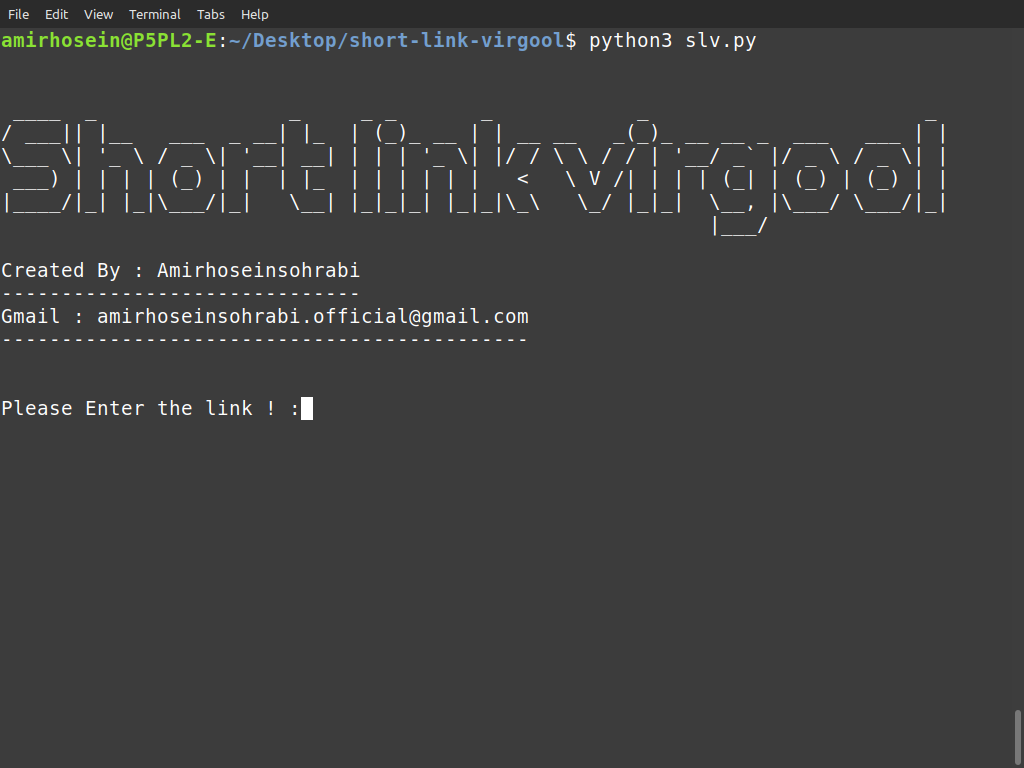 File Edit View Terminal Tabs Help
amirhosein@P5PL2-E:~/Desktop/short-link-virgool$ python3 slv.py
Short link virgool
Created By : Amirhoseinsohrabi
------------------------------
Gmail : amirhoseinsohrabi.official@gmail.com
--------------------------------------------
Please Enter the link ! :